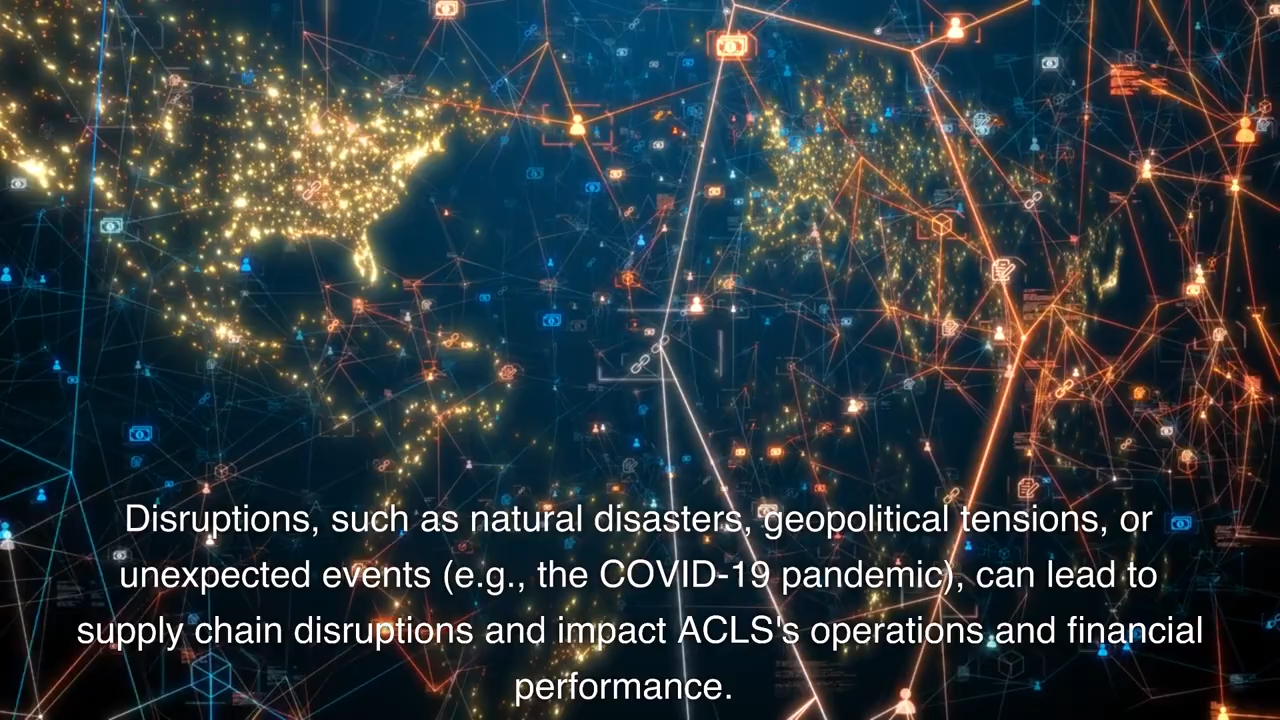 Disruptions, such as natural disasters, geopolitical tensions, or
unexpected events (e.g., the COVID-19 pandemic), can lead to
supply chain disruptions and impact ACLS's operations and financial
performance.